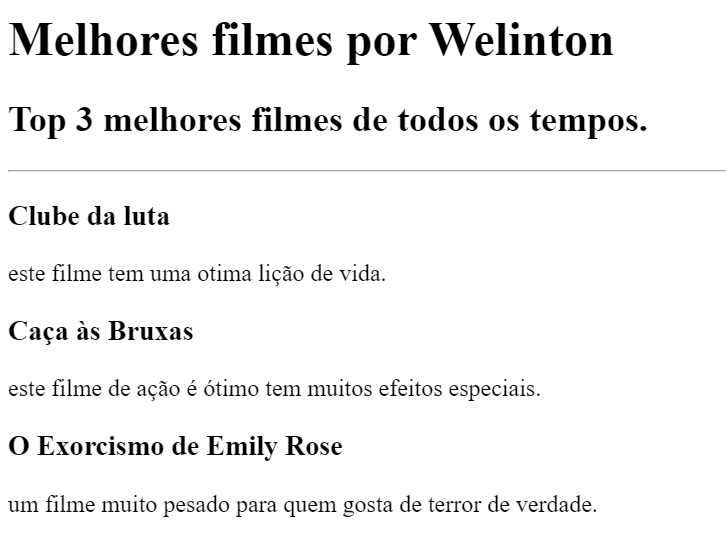 Melhores filmes por Welinton
Top 3 melhores filmes de todos os tempos.
Clube da luta
este filme tem uma otima lição de vida.
Caça às Bruxas
este filme de ação é ótimo tem muitos efeitos especiais.
O Exorcismo de Emily Rose
um filme muito pesado para quem gosta de terror de verdade.